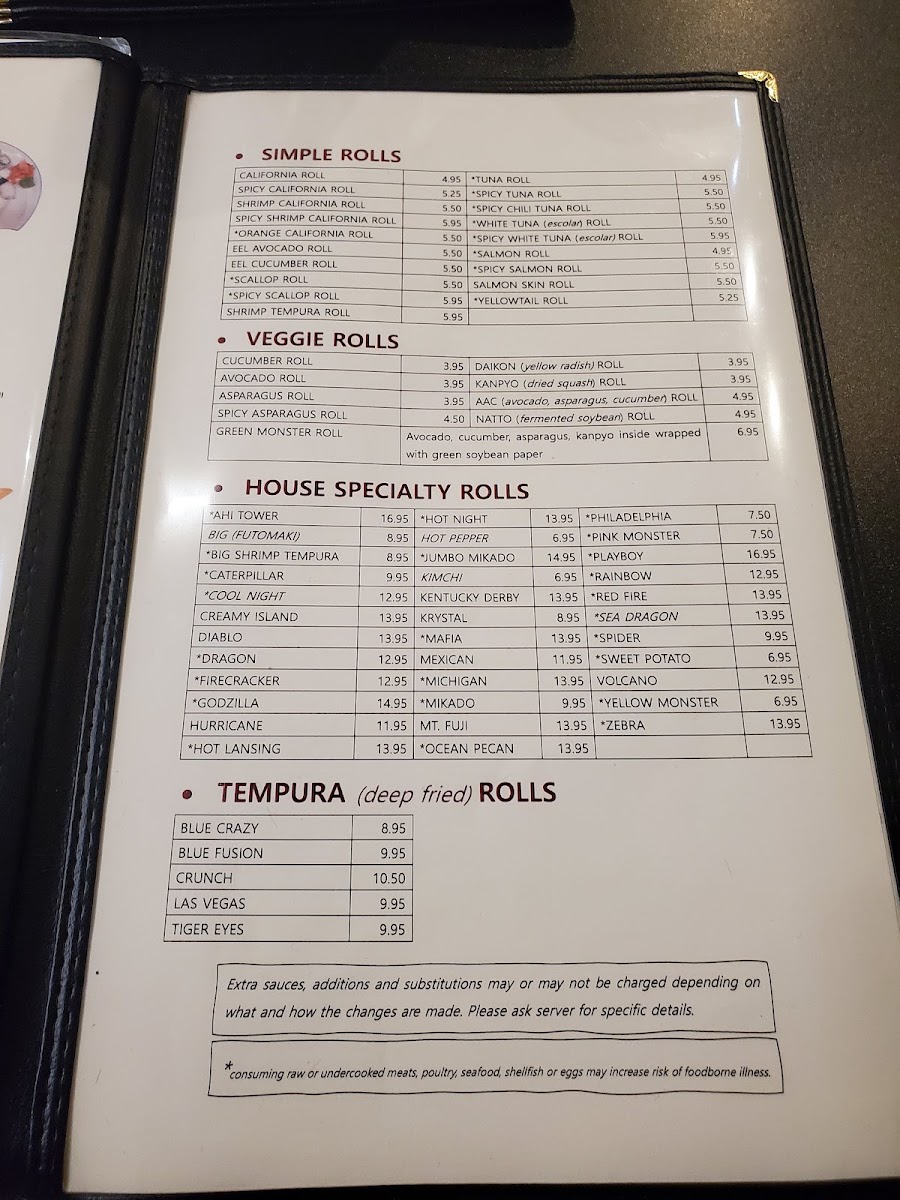 • SIMPLE ROLLS
CALIFORNIA ROLL 4.95 *TUNA ROLL 4.95
SPICY CALIFORNIA ROLL 5.25 *SPICY TUNA ROLL 5.50
SHRIMP CALIFORNIA ROLL 5.50 *SPICY CHILI TUNA ROLL 5.50
SPICY SHRIMP CALIFORNIA ROLL 5.95 *WHITE TUNA (escolar) ROLL 5.50
*ORANGE CALIFORNIA ROLL 5.50 *SPICY WHITE TUNA (escolar) ROLL 5.95
EEL AVOCADO ROLL 5.50 *SALMON ROLL 4.95
EEL CUCUMBER ROLL 5.50 *SPICY SALMON ROLL 5.50
*SCALLOP ROLL 5.50 SALMON SKIN ROLL 5.50
*SPICY SCALLOP ROLL 5.95 *YELLOWTAIL ROLL 5.25
SHRIMP TEMPURA ROLL 5.95
• VEGGIE ROLLS
CUCUMBER ROLL 3.95 DAIKON (yellow radish) ROLL 3.95
AVOCADO ROLL 3.95 KANPYO (dried squash) ROLL 3.95
ASPARAGUS ROLL 3.95 AAC (avocado, asparagus, cucumber) ROLL 4.95
SPICY ASPARAGUS ROLL 4.50 NATTO (fermented soybean) ROLL 4.95
GREEN MONSTER ROLL Avocado, cucumber, asparagus, kanpyo inside wrapped 6.95
with green soybean paper
• HOUSE SPECIALTY ROLLS
*AHI TOWER 16.95 *HOT NIGHT 13.95 *PHILADELPHIA 7.50
BIG (FUTOMAKI) 8.95 HOT PEPPER 6.95 *PINK MONSTER 7.50
*BIG SHRIMP TEMPURA 8.95 *JUMBO MIKADO 14.95 *PLAYBOY 16.95
*CATERPILLAR 9.95 KIMCHI 6.95 *RAINBOW 12.95
*COOL NIGHT 12.95 KENTUCKY DERBY 13.95 *RED FIRE 13.95
CREAMY ISLAND 13.95 KRYSTAL 8.95 *SEA DRAGON 13.95
DIABLO 13.95 *MAFIA 13.95 *SPIDER 9.95
*DRAGON 12.95 MEXICAN 11.95 *SWEET POTATO 6.95
*FIRECRACKER 12.95 *MICHIGAN 13.95 VOLCANO 12.95
*GODZILLA 14.95 *MIKADO 9.95 *YELLOW MONSTER 6.95
HURRICANE 11.95 MT. FUJI 13.95 *ZEBRA 13.95
*HOT LANSING 13.95 *OCEAN PECAN 13.95
• TEMPURA (deep fried) ROLLS
BLUE CRAZY 8.95
BLUE FUSION 9.95
CRUNCH 10.50
LAS VEGAS 9.95
TIGER EYES 9.95
Extra sauces, additions and substitutions may or may not be charged depending on
what and how the changes are made. Please ask server for specific details.
*consuming raw or undercooked meats, poultry, seafood, shellfish or eggs may increase risk of foodborne illness.